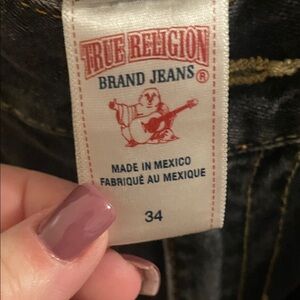 TRUE RELIGION
BRAND JEANS®
MADE IN MEXICO
FABRIQUÉ AU MEXIQUE
34